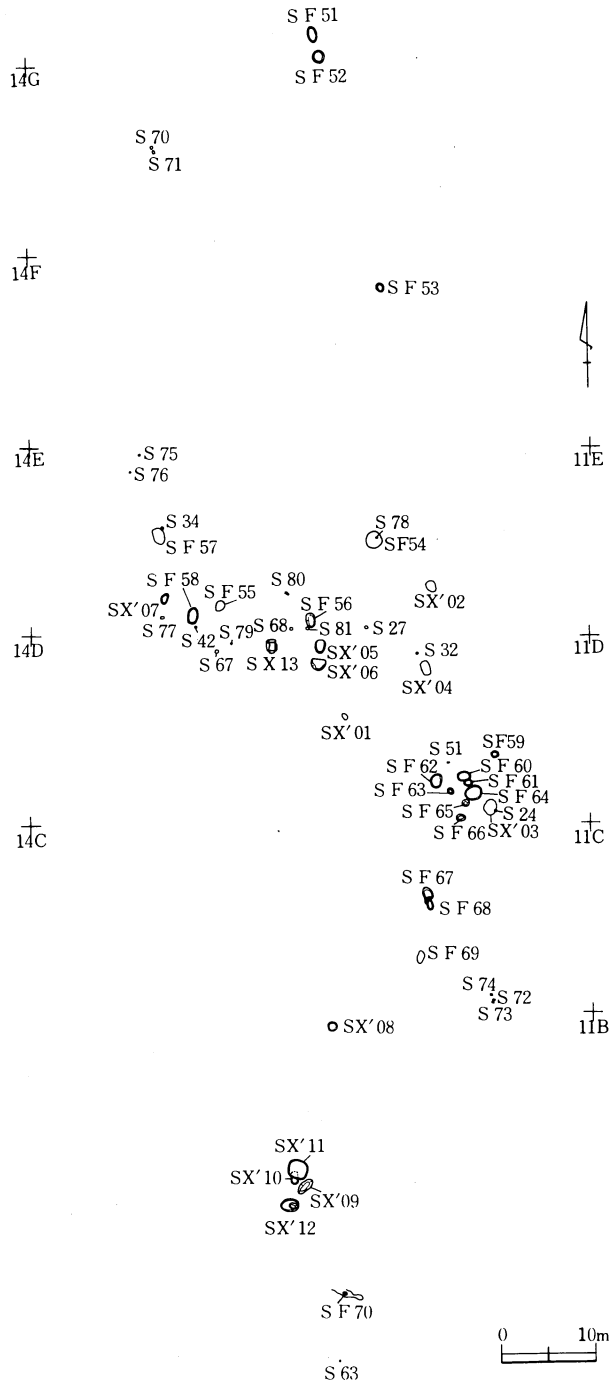 S F 51
S F 52
14G
S 70
S 71
14F
S F 53
14E
S 75
11E
S 76
S 34
S F 57
S 78
SF54
S F 58
S F 55
S 80
S F 56
SX′02
SX′07
S 77
S 42
S 79
S 68
S 81
S 27
14D
S 67
S X 13
SX′05
SX′06
S 32
SX′04
11D
SX′01
S 51
SF59
S F 62
S F 60
S F 61
S F 63
S F 64
S F 65
S 24
S F 66
SX′03
14C
11C
S F 67
S F 68
S F 69
S 74
S 72
S 73
11B
SX′08
SX′11
SX′10
SX′09
SX′12
S F 70
0 10m
S 63